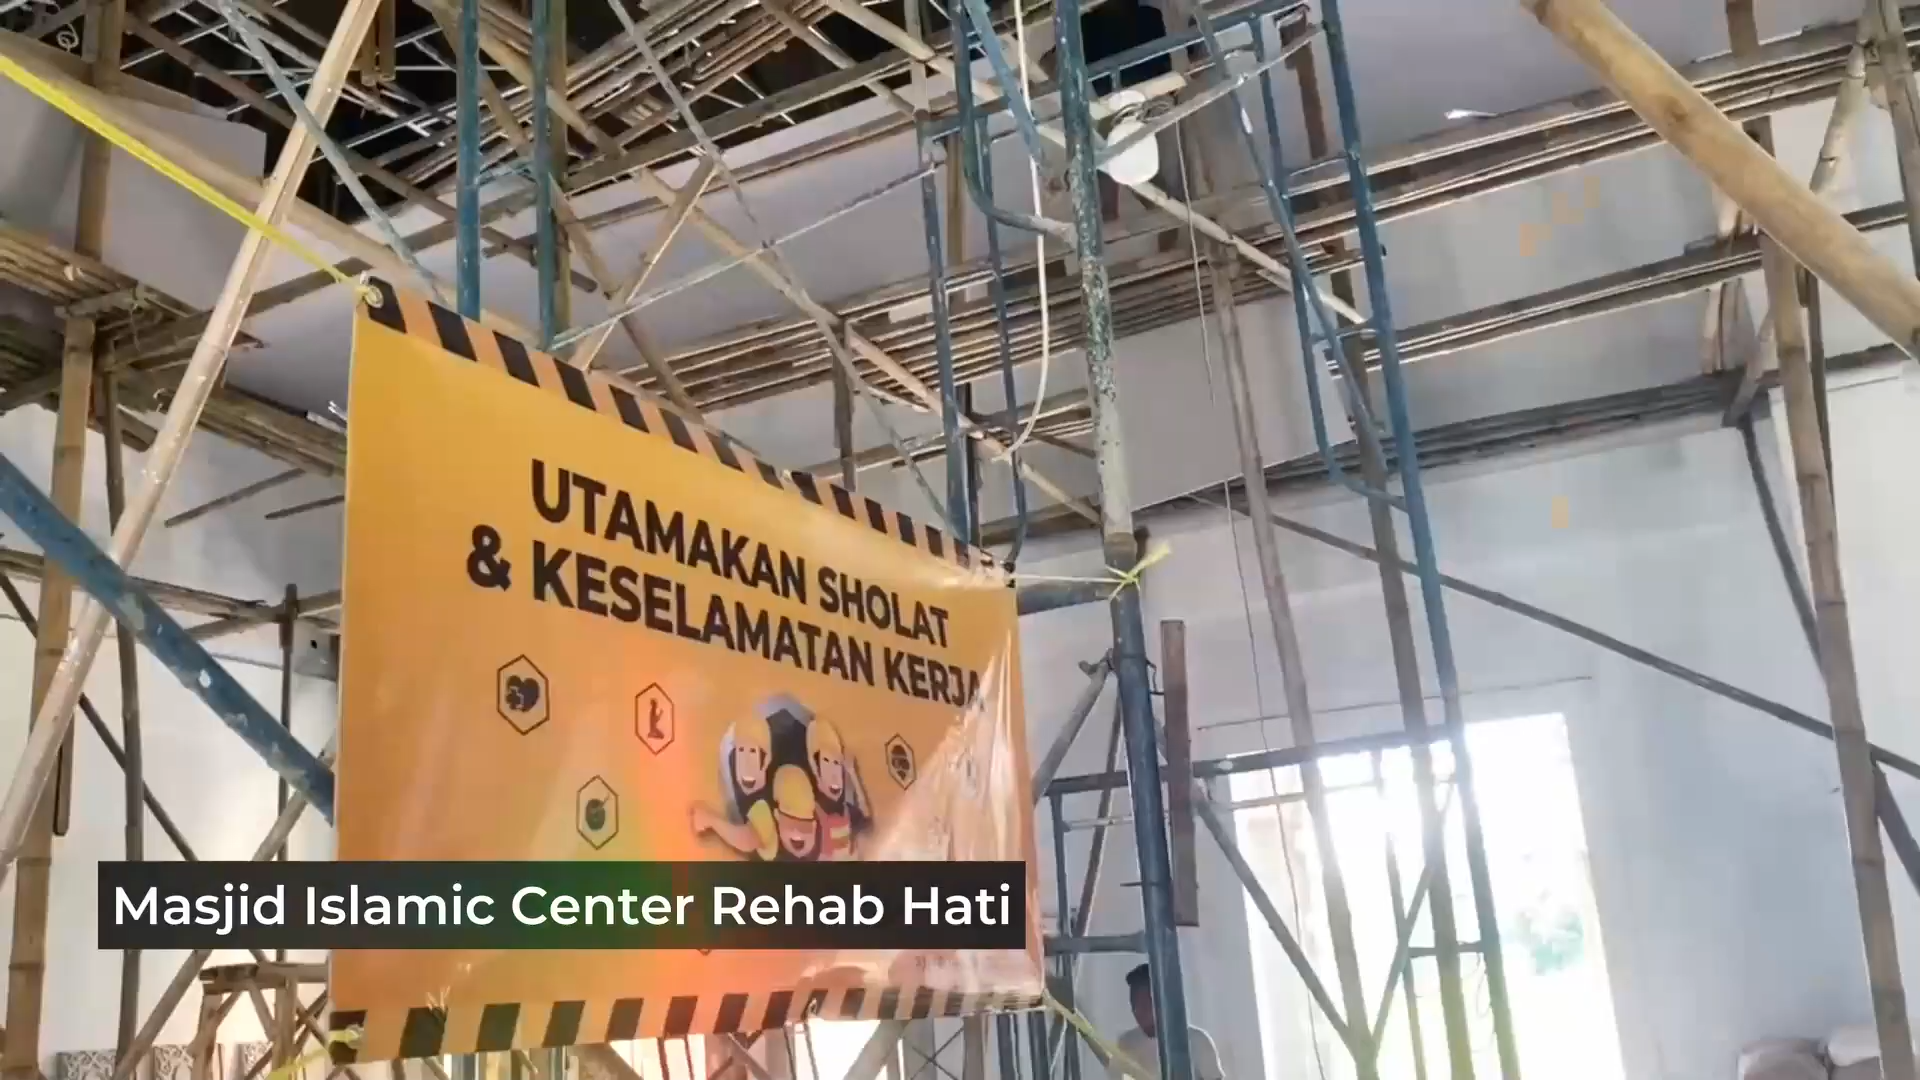 UTAMAKAN SHOLAT
& KESELAMATAN KERJA
Masjid Islamic Center Rehab Hati